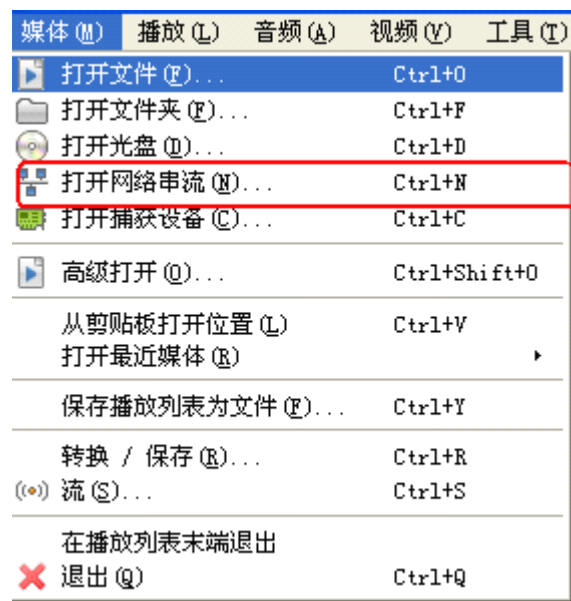 媒体(M) 播放(L) 音频(A) 视频(V) 工具(T)
打开文件(F)... Ctrl+O
打开文件夹(F)... Ctrl+F
打开光盘(D)... Ctrl+D
打开网络串流(N)... Ctrl+N
打开捕获设备(C)... Ctrl+C
高级打开(O)... Ctrl+Shift+O
从剪贴板打开位置(L) Ctrl+V
打开最近媒体(R)
保存播放列表为文件(F)... Ctrl+Y
转换 / 保存(R)... Ctrl+R
流(S)... Ctrl+S
在播放列表末端退出
退出(Q) Ctrl+Q